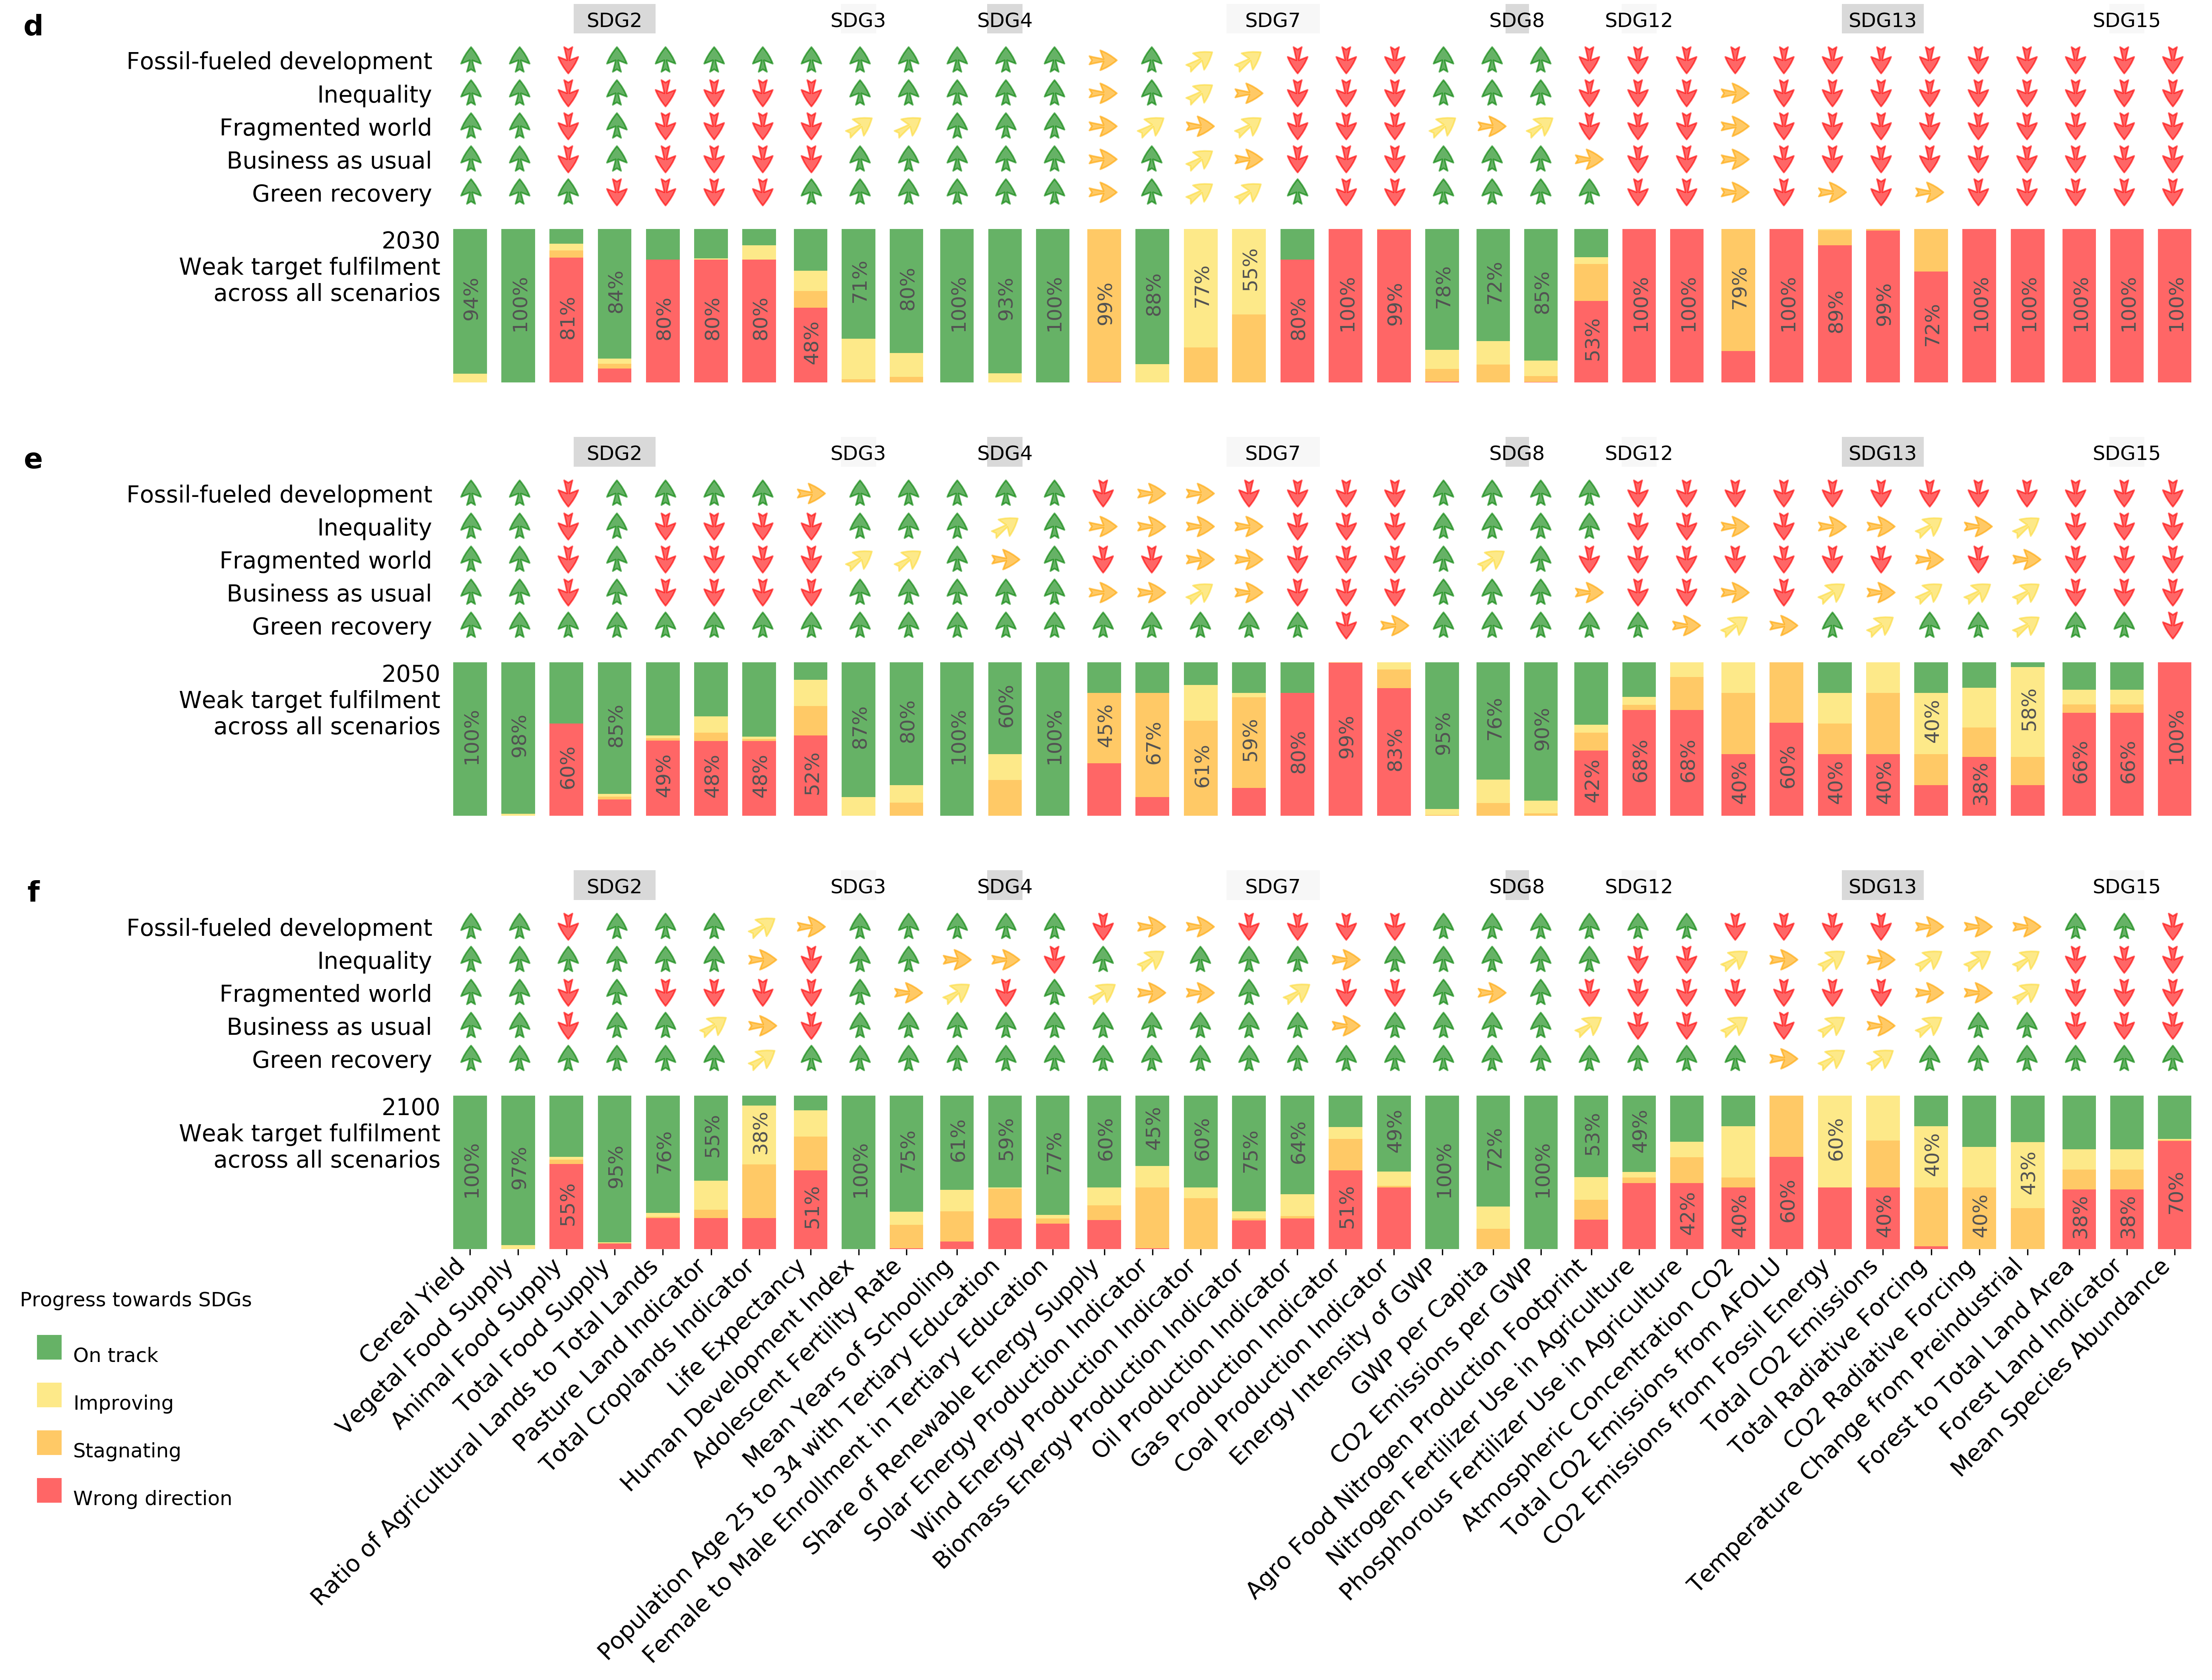 d
SDG2 SDG3 SDG4 SDG7 SDG8 SDG12 SDG13 SDG15
Fossil-fueled development
Inequality
Fragmented world
Business as usual
Green recovery
2030
Weak target fulfilment
across all scenarios
94% 100% 81% 84% 80% 80% 80% 48% 71% 80% 100% 93% 100% 99% 88% 77% 55% 80% 100% 99% 78% 72% 85% 53% 100% 100% 79% 100% 89% 99% 72% 100% 100% 100% 100% 100%
e
SDG2 SDG3 SDG4 SDG7 SDG8 SDG12 SDG13 SDG15
Fossil-fueled development
Inequality
Fragmented world
Business as usual
Green recovery
2050
Weak target fulfilment
across all scenarios
100% 98% 60% 85% 49% 48% 48% 52% 87% 80% 100% 60% 100% 45% 67% 61% 59% 80% 99% 83% 95% 76% 90% 42% 68% 68% 40% 60% 40% 40% 40% 38% 58% 66% 66% 100%
f
SDG2 SDG3 SDG4 SDG7 SDG8 SDG12 SDG13 SDG15
Fossil-fueled development
Inequality
Fragmented world
Business as usual
Green recovery
2100
Weak target fulfilment
across all scenarios
100% 97% 55% 95% 76% 55% 38% 51% 100% 75% 61% 59% 77% 60% 45% 60% 75% 64% 51% 49% 100% 72% 100% 53% 49% 42% 40% 60% 60% 40% 40% 40% 43% 38% 38% 70%
Cereal Yield
Vegetal Food Supply
Animal Food Supply
Total Food Supply
Ratio of Agricultural Lands to Total Lands
Pasture Land Indicator
Total Croplands Indicator
Life Expectancy
Human Development Index
Adolescent Fertility Rate
Mean Years of Schooling
Population Age 25 to 34 with Tertiary Education
Female to Male Enrollment in Tertiary Education
Share of Renewable Energy Supply
Solar Energy Production Indicator
Wind Energy Production Indicator
Biomass Energy Production Indicator
Oil Production Indicator
Gas Production Indicator
Coal Production Indicator
Energy Intensity of GWP
GWP per Capita
CO2 Emissions per GWP
Agro Food Nitrogen Production Footprint
Nitrogen Fertilizer Use in Agriculture
Phosphorous Fertilizer Use in Agriculture
Atmospheric Concentration CO2
Total CO2 Emissions from AFOLU
CO2 Emissions from Fossil Energy
Total CO2 Emissions
Total Radiative Forcing
CO2 Radiative Forcing
Temperature Change from Preindustrial
Forest to Total Land Area
Forest Land Indicator
Mean Species Abundance
Progress towards SDGs
On track
Improving
Stagnating
Wrong direction